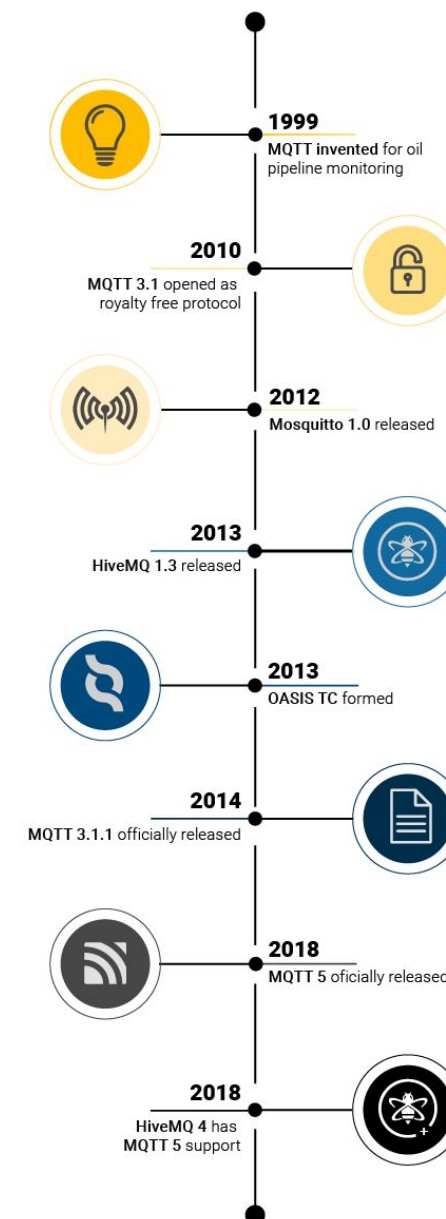 1999
MQTT invented for oil
pipeline monitoring
2010
MQTT 3.1 opened as
royalty free protocol
2012
Mosquitto 1.0 released
2013
HiveMQ 1.3 released
2013
OASIS TC formed
2014
MQTT 3.1.1 officially released
2018
MQTT 5 oficially released
2018
HiveMQ 4 has
MQTT 5 support